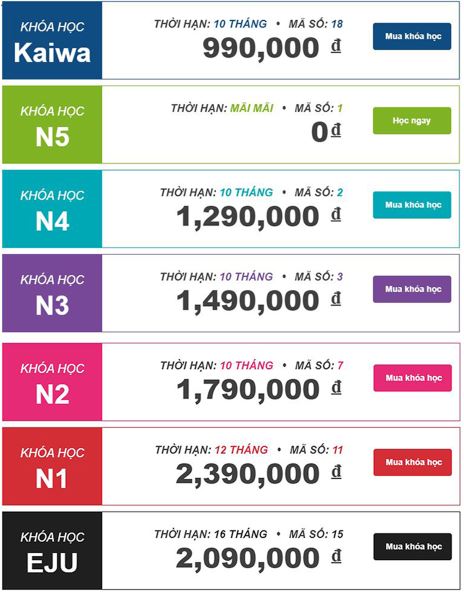 KHÓA HỌC
Kaiwa
THỜI HẠN: 10 THÁNG • MÃ SỐ: 18
990,000 đ
Mua khóa học
KHÓA HỌC
N5
THỜI HẠN: MÃI MÃI • MÃ SỐ: 1
0 đ
Học ngay
KHÓA HỌC
N4
THỜI HẠN: 10 THÁNG • MÃ SỐ: 2
1,290,000 đ
Mua khóa học
KHÓA HỌC
N3
THỜI HẠN: 10 THÁNG • MÃ SỐ: 3
1,490,000 đ
Mua khóa học
KHÓA HỌC
N2
THỜI HẠN: 10 THÁNG • MÃ SỐ: 7
1,790,000 đ
Mua khóa học
KHÓA HỌC
N1
THỜI HẠN: 12 THÁNG • MÃ SỐ: 11
2,390,000 đ
Mua khóa học
KHÓA HỌC
EJU
THỜI HẠN: 16 THÁNG • MÃ SỐ: 15
2,090,000 đ
Mua khóa học